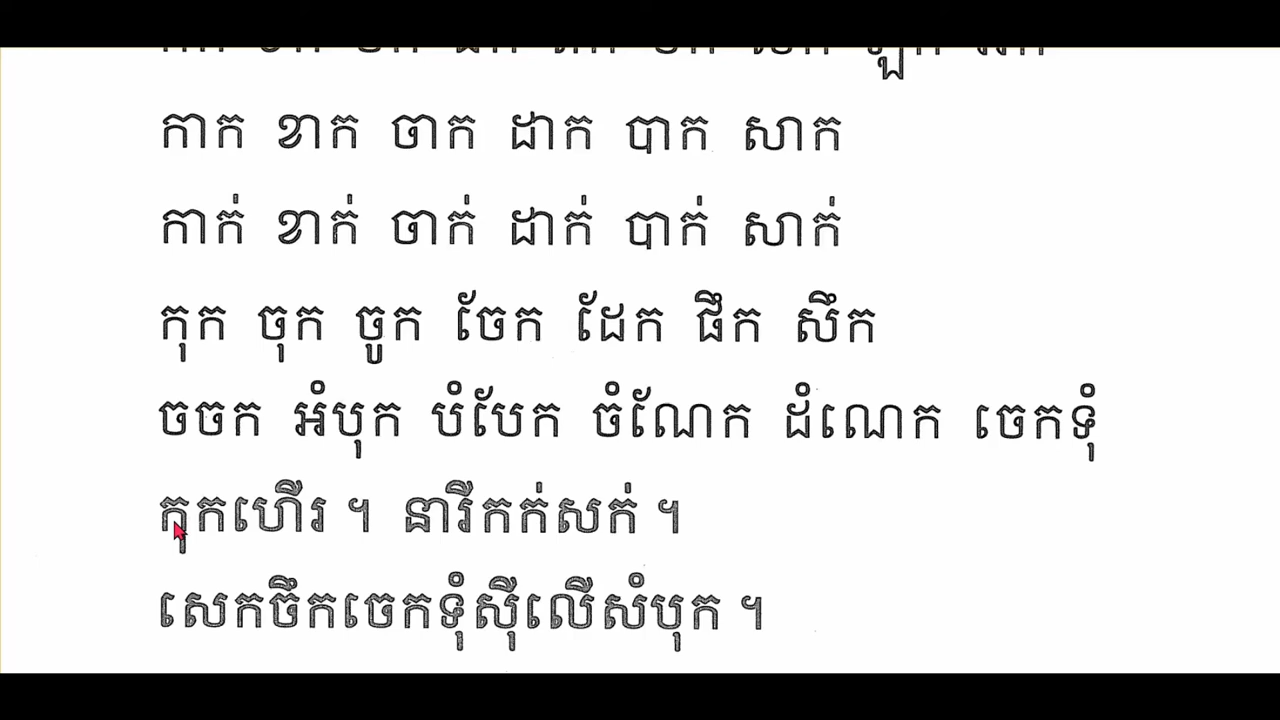 កាក ខាក ចាក ដាក បាក សាក
កាក់ ខាក់ ចាក់ ដាក់ បាក់ សាក់
កុក ចុក ចូក ចែក ដែក ផឹក សឹក
ចចក អំបុក បំបែក ចំណែក ដំណេក ចេកទុំ
កុកហើរ ។ នារីកក់សក់ ។
សេកចឹកចេកទុំស៊ីលើសំបុក ។